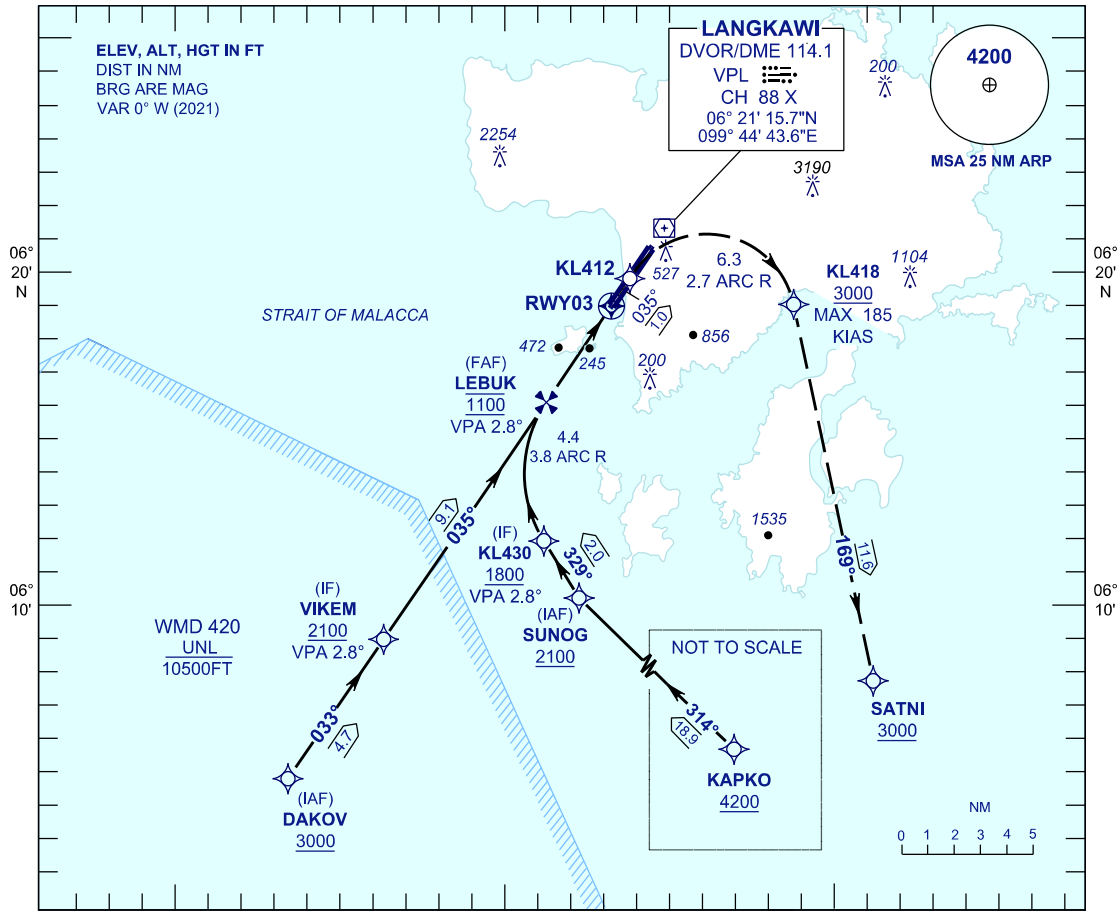 ELEV, ALT, HGT IN FT
DIST IN NM
BRG ARE MAG
VAR 0° W (2021)
LANGKAWI
DVOR/DME 114.1
VPL
CH 88 X
06° 21' 15.7"N
099° 44' 43.6"E
4200
MSA 25 NM ARP
200
2254
3190
06°
20'
N
06°
20'
N
KL412
527
6.3
2.7 ARC R
KL418
3000
MAX 185
KIAS
1104
RWY03
035°
1.0
STRAIT OF MALACCA
472
245
856
200
(FAF)
LEBUK
1100
VPA 2.8°
4.4
3.8 ARC R
9.1
035°
1535
(IF)
KL430
1800
VPA 2.8°
329°
2.0
169°
11.6
06°
10'
06°
10'
(IAF)
SUNOG
2100
(IF)
VIKEM
2100
VPA 2.8°
WMD 420
UNL
10500FT
NOT TO SCALE
314°
18.9
KAPKO
4200
SATNI
3000
033°
4.7
(IAF)
DAKOV
3000
NM
0 1 2 3 4 5